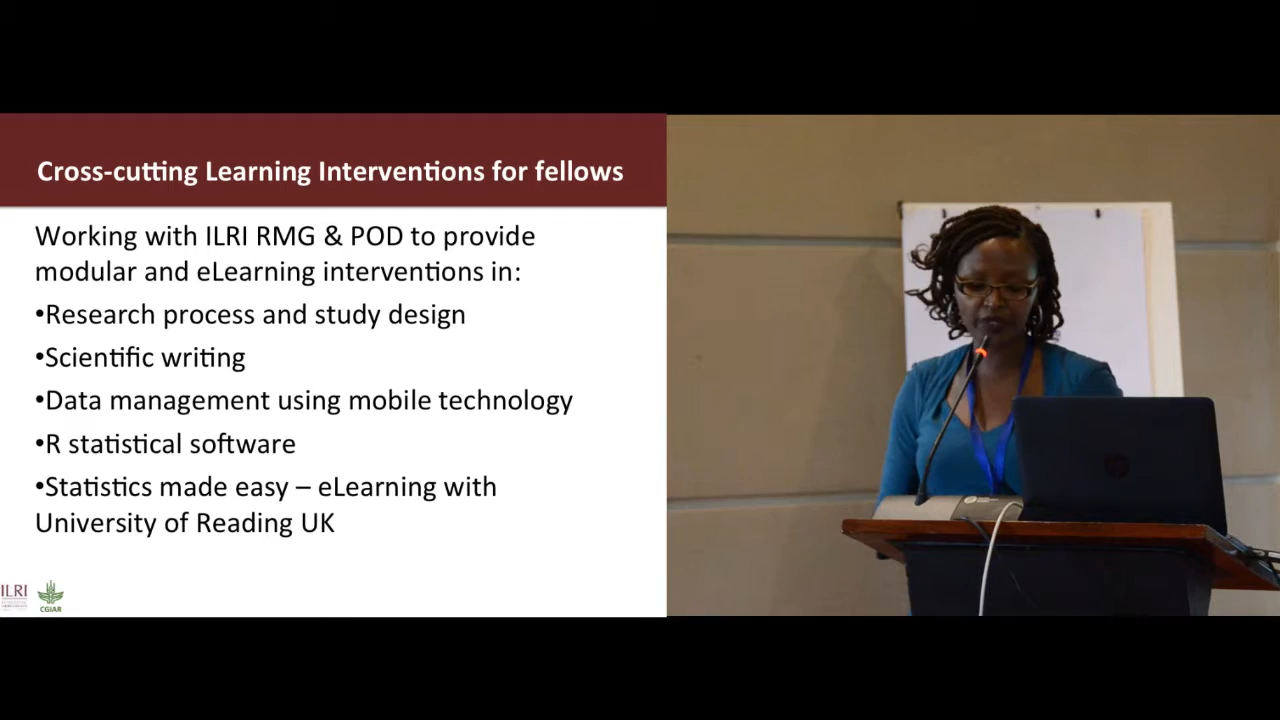 Cross-cutting Learning Interventions for fellows
Working with ILRI RMG & POD to provide
modular and eLearning interventions in:
•Research process and study design
•Scientific writing
•Data management using mobile technology
•R statistical software
•Statistics made easy – eLearning with
University of Reading UK
ILRI
CGIAR